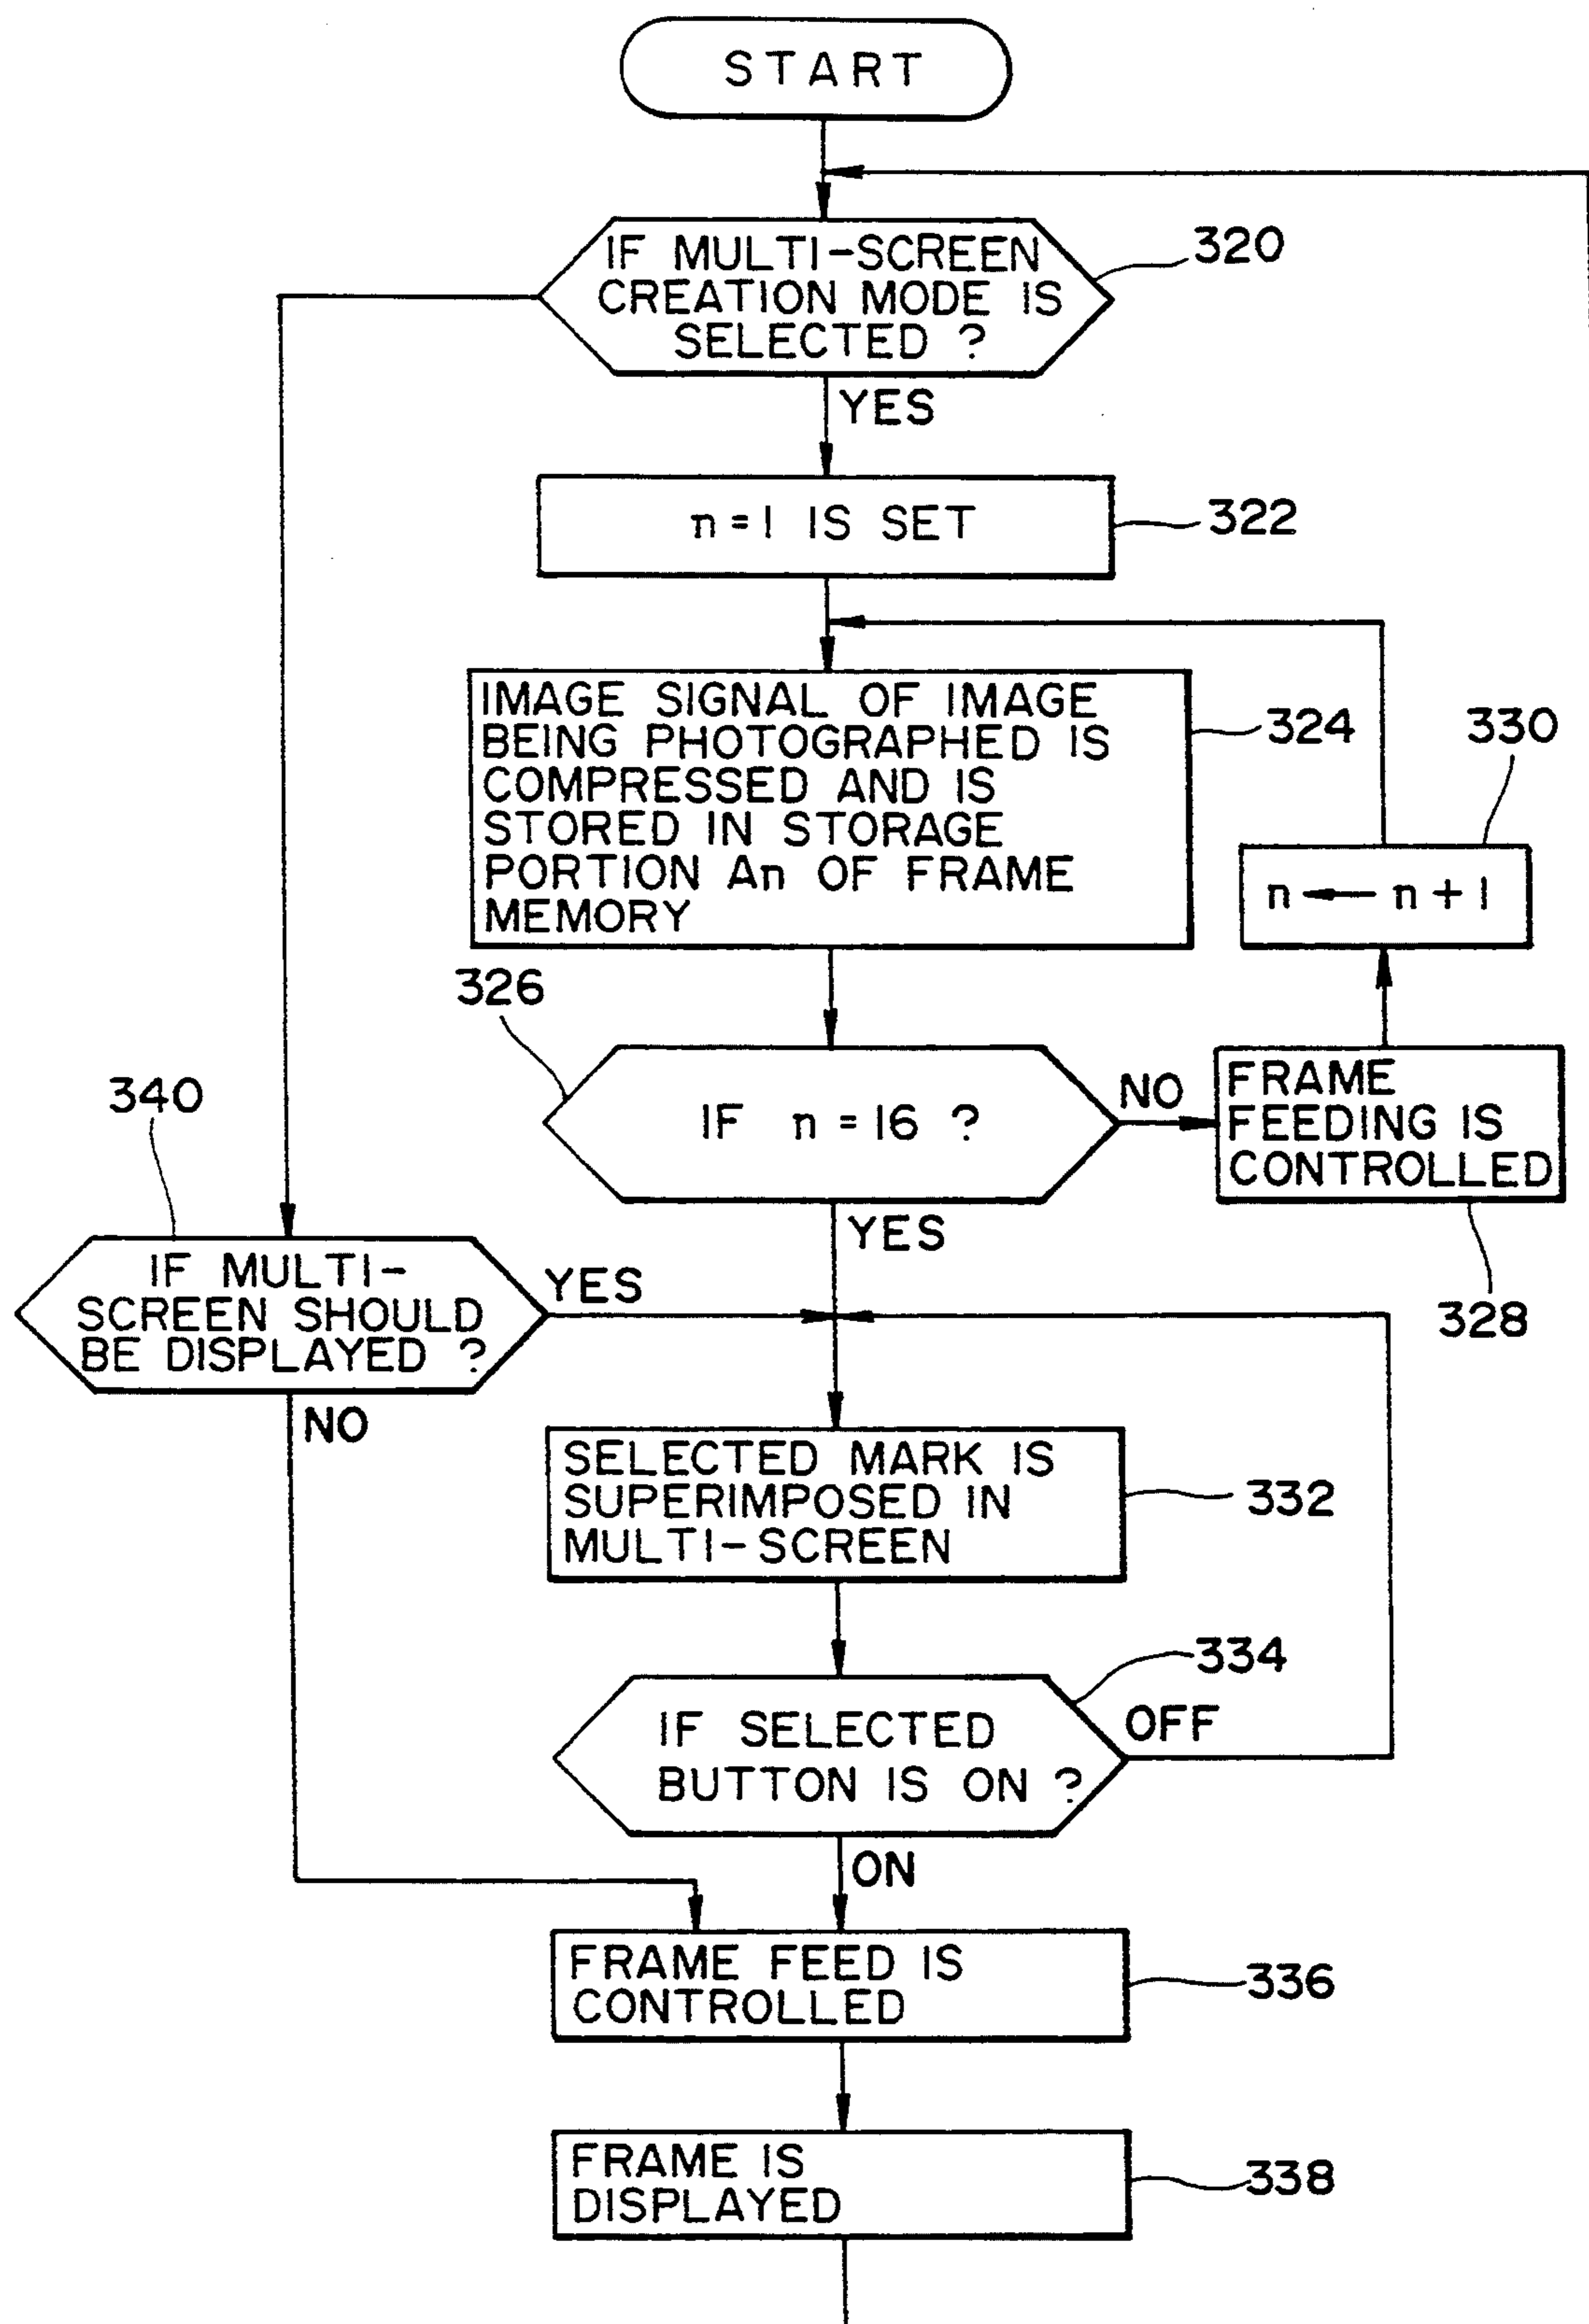 START
IF MULTI-SCREEN
CREATION MODE IS
SELECTED ?
320
YES
n = 1 IS SET
322
IMAGE SIGNAL OF IMAGE
BEING PHOTOGRAPHED IS
COMPRESSED AND IS
STORED IN STORAGE
PORTION An OF FRAME
MEMORY
324
330
n ← n + 1
326
IF n = 16 ?
NO
FRAME
FEEDING IS
CONTROLLED
328
YES
340
IF MULTI-
SCREEN SHOULD
BE DISPLAYED ?
YES
NO
SELECTED MARK IS
SUPERIMPOSED IN
MULTI-SCREEN
332
334
IF SELECTED
BUTTON IS ON ?
OFF
ON
FRAME FEED IS
CONTROLLED
336
FRAME IS
DISPLAYED
338